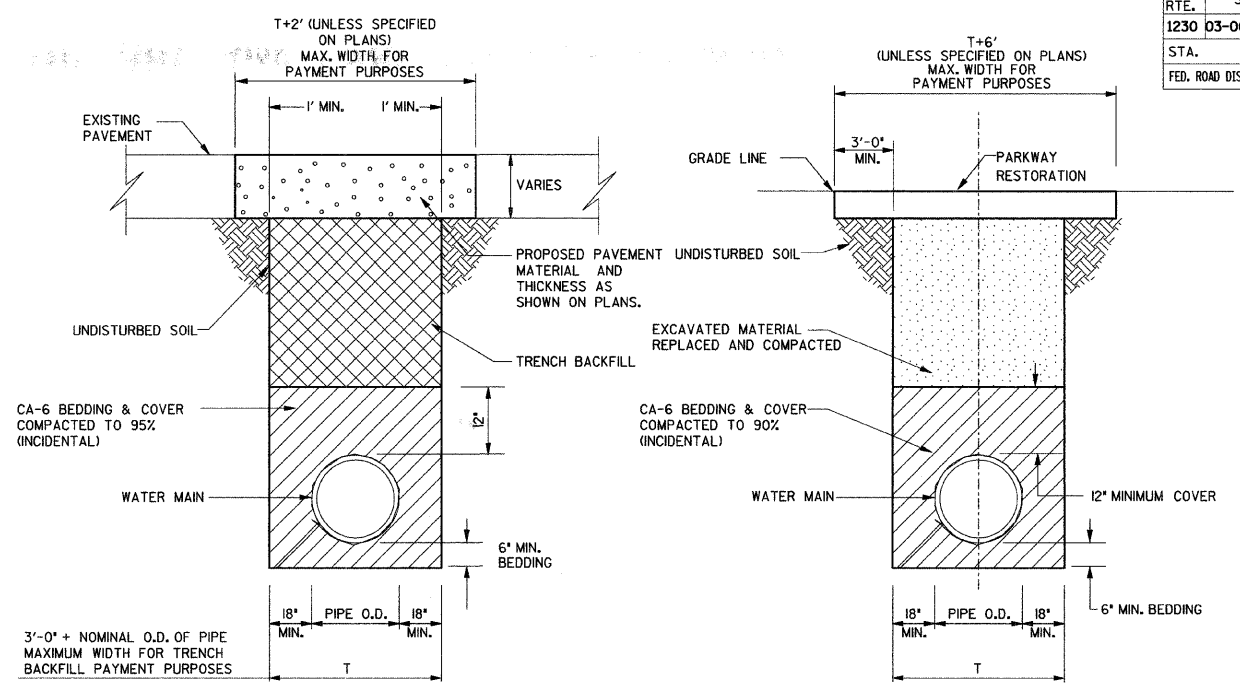 T+2' (UNLESS SPECIFIED
ON PLANS)
MAX. WIDTH FOR
PAYMENT PURPOSES
1' MIN. 1' MIN.
EXISTING
PAVEMENT
VARIES
PROPOSED PAVEMENT
MATERIAL AND
THICKNESS AS
SHOWN ON PLANS.
UNDISTURBED SOIL
TRENCH BACKFILL
CA-6 BEDDING & COVER
COMPACTED TO 95%
(INCIDENTAL)
12"
WATER MAIN
6" MIN.
BEDDING
18" PIPE O.D. 18"
MIN. MIN.
3'-0" + NOMINAL O.D. OF PIPE
MAXIMUM WIDTH FOR TRENCH
BACKFILL PAYMENT PURPOSES
T
T+6'
(UNLESS SPECIFIED ON PLANS)
MAX. WIDTH FOR
PAYMENT PURPOSES
3'-0"
MIN.
GRADE LINE
PARKWAY
RESTORATION
UNDISTURBED SOIL
EXCAVATED MATERIAL
REPLACED AND COMPACTED
CA-6 BEDDING & COVER
COMPACTED TO 90%
(INCIDENTAL)
WATER MAIN
12" MINIMUM COVER
6" MIN. BEDDING
18" PIPE O.D. 18"
MIN. MIN.
T
RTE.
1230 03-0
STA.
FED. ROAD DIS